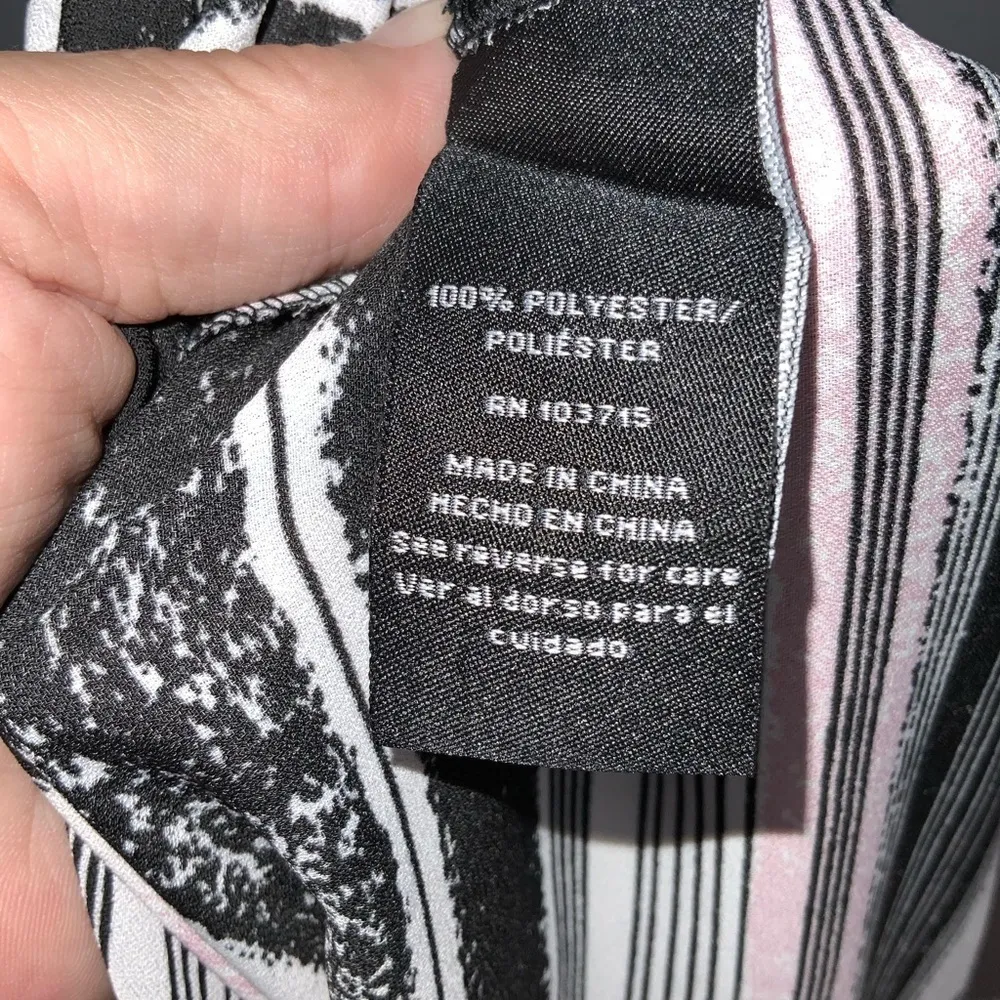 100% POLYESTER/
POLIÉSTER
RN 103715
MADE IN CHINA
HECHO EN CHINA
See reverse for care
Ver al dorso para el
cuidado